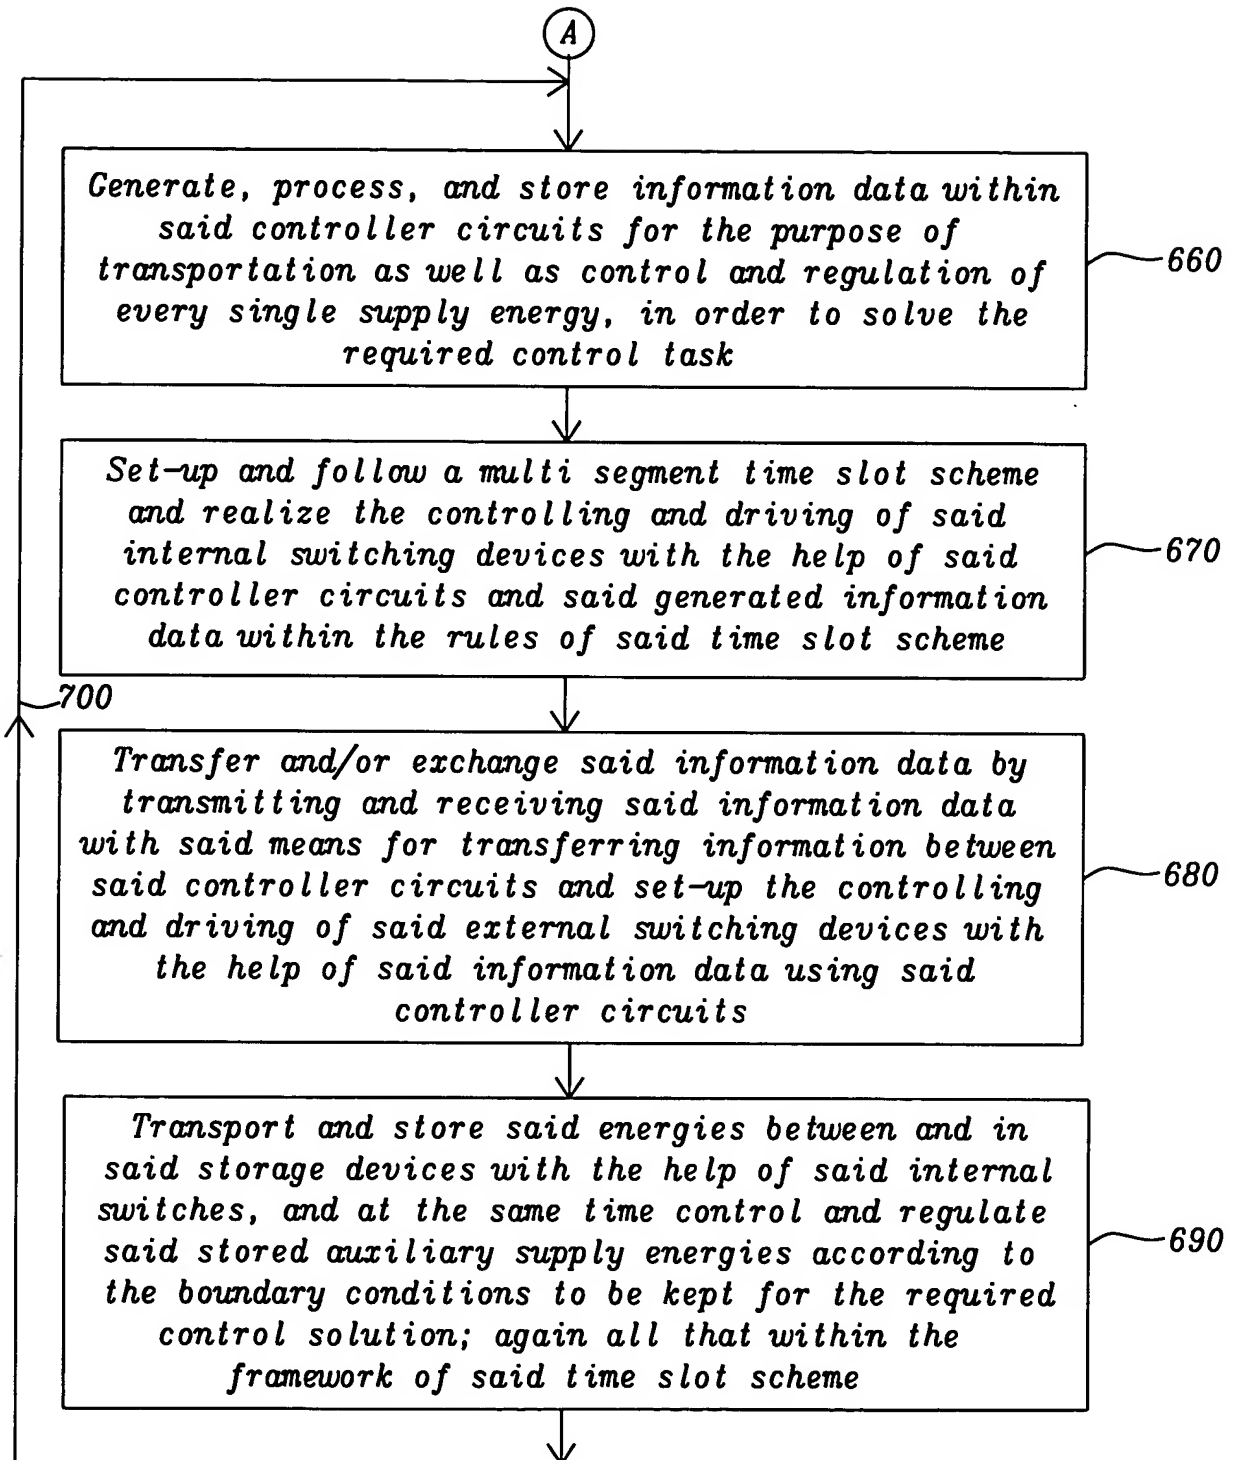 A
Generate, process, and store information data within
said controller circuits for the purpose of
transportation as well as control and regulation of
every single supply energy, in order to solve the
required control task
660
Set-up and follow a multi segment time slot scheme
and realize the controlling and driving of said
internal switching devices with the help of said
controller circuits and said generated information
data within the rules of said time slot scheme
670
700
Transfer and/or exchange said information data by
transmitting and receiving said information data
with said means for transferring information between
said controller circuits and set-up the controlling
and driving of said external switching devices with
the help of said information data using said
controller circuits
680
Transport and store said energies between and in
said storage devices with the help of said internal
switches, and at the same time control and regulate
said stored auxiliary supply energies according to
the boundary conditions to be kept for the required
control solution; again all that within the
framework of said time slot scheme
690